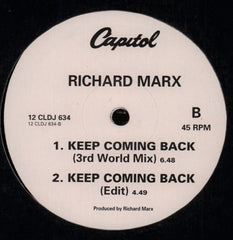 Capitol
RICHARD MARX
12 CLDJ 634
12 CLDJ 634-B
B
45 RPM
1. KEEP COMING BACK
(3rd World Mix) 6.48
2. KEEP COMING BACK
(Edit) 4.49
Produced by Richard Marx